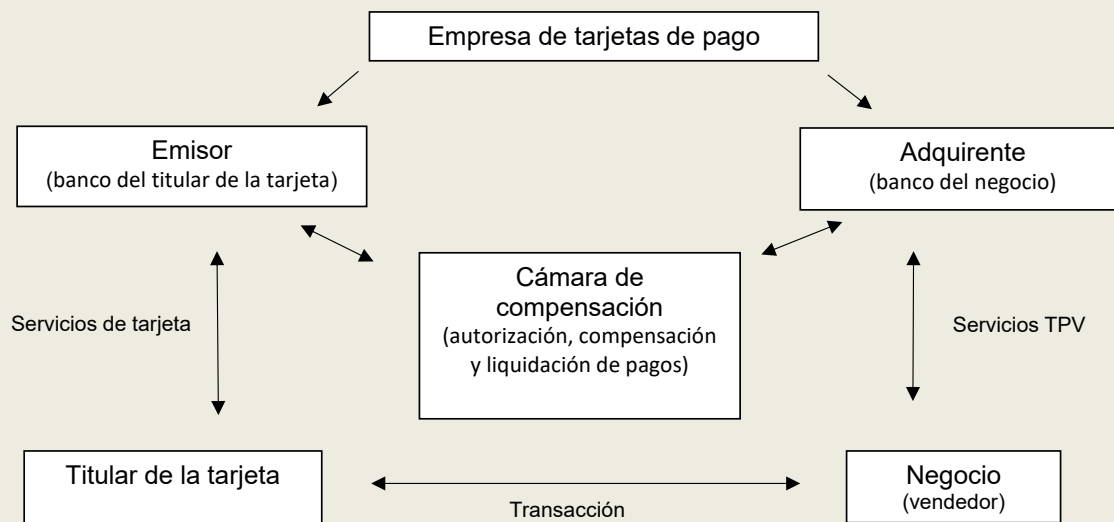 Empresa de tarjetas de pago
Emisor
(banco del titular de la tarjeta)
Adquirente
(banco del negocio)
Cámara de
compensación
(autorización, compensación
y liquidación de pagos)
Servicios de tarjeta
Servicios TPV
Titular de la tarjeta
Transacción
Negocio
(vendedor)